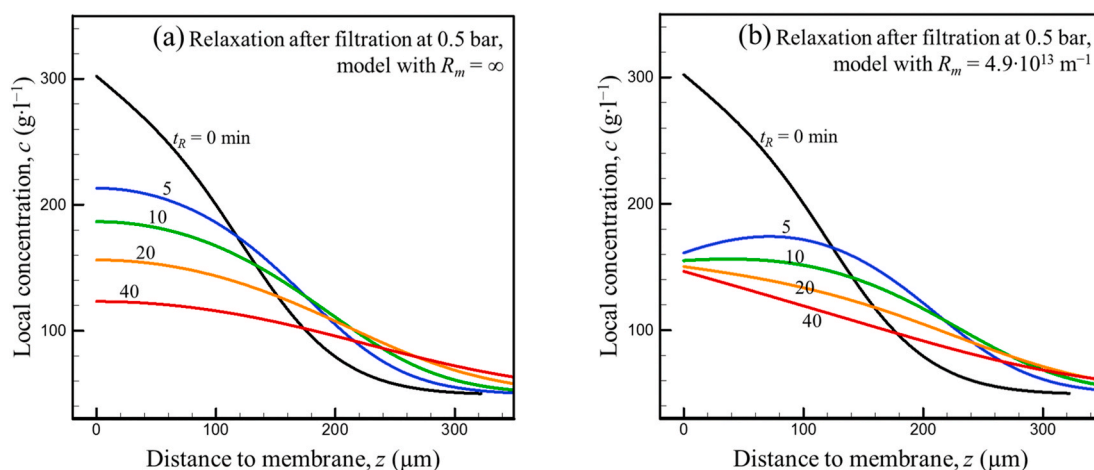 (a) Relaxation after filtration at 0.5 bar,
model with Rₘ = ∞
Local concentration, c (g·l⁻¹)
300
200
100
t_R = 0 min
5
10
20
40
0
100
200
300
Distance to membrane, z (μm)
(b) Relaxation after filtration at 0.5 bar,
model with Rₘ = 4.9·10¹³ m⁻¹
Local concentration, c (g·l⁻¹)
300
200
100
t_R = 0 min
5
10
20
40
0
100
200
300
Distance to membrane, z (μm)